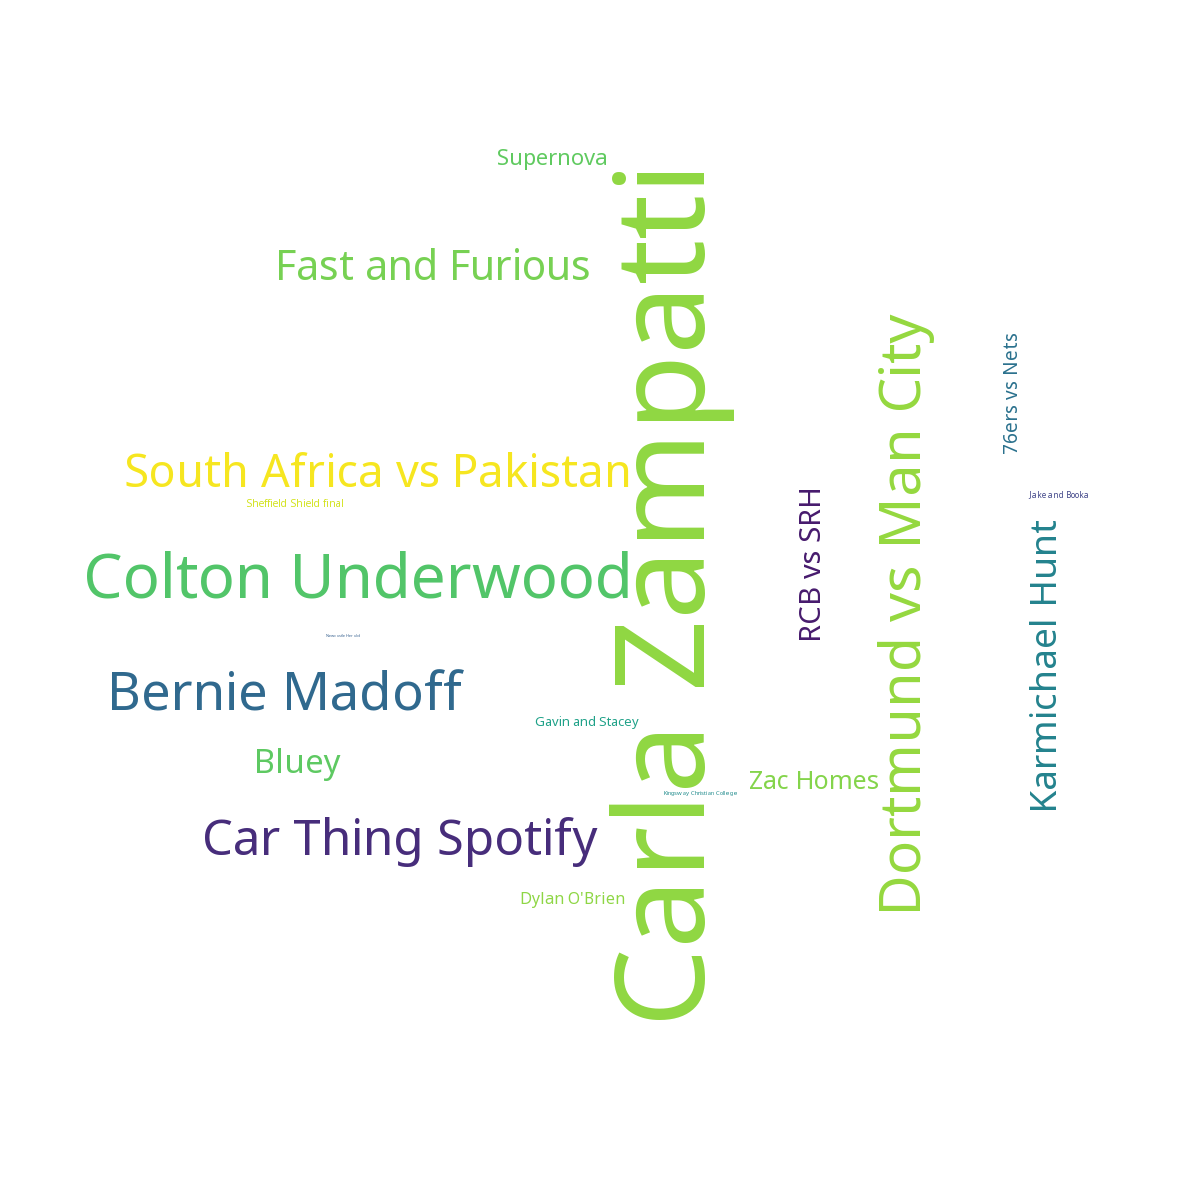 Supernova
Fast and Furious
Carla Zampatti
Dortmund vs Man City
76ers vs Nets
South Africa vs Pakistan
Sheffield Shield final
RCB vs SRH
Jake and Booka
Karmichael Hunt
Colton Underwood
Bernie Madoff
Gavin and Stacey
Bluey
Zac Homes
Kingsway Christian College
Car Thing Spotify
Dylan O'Brien